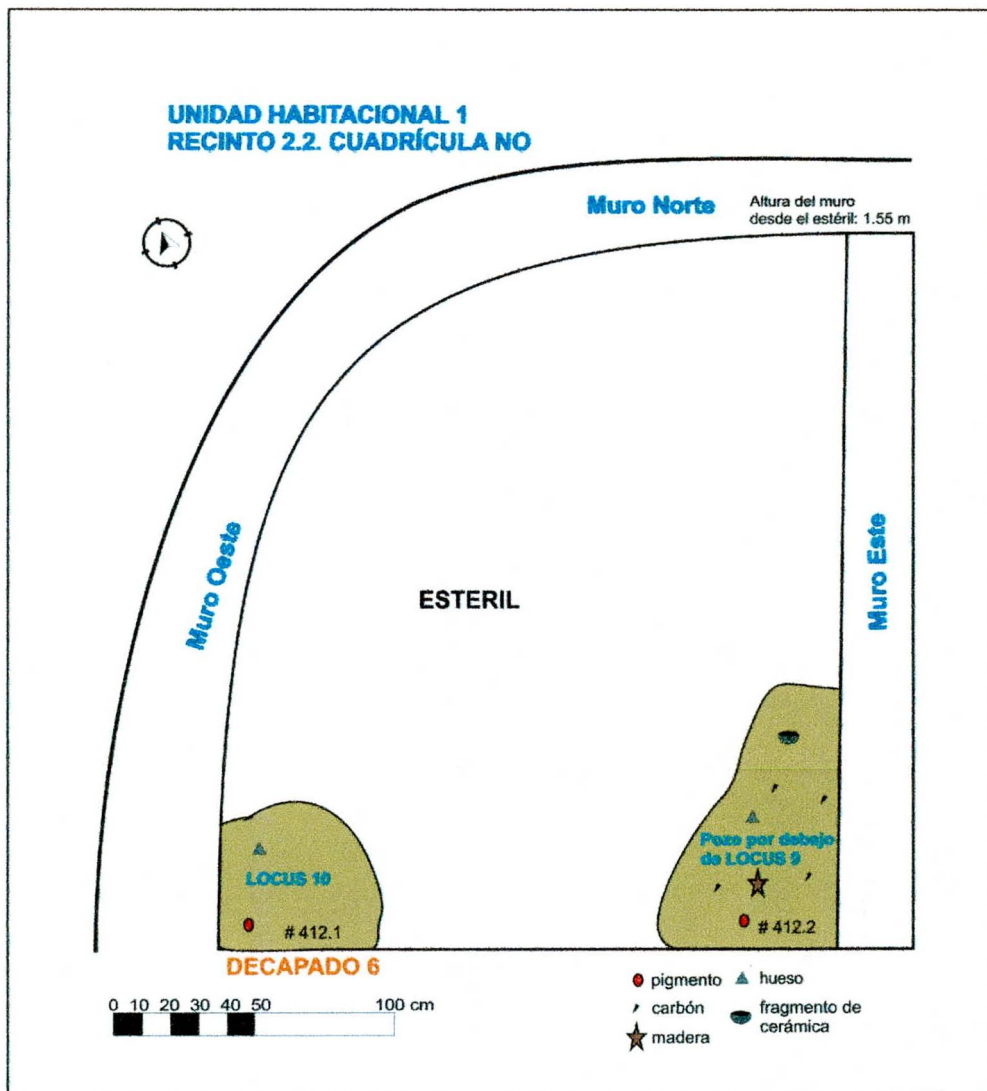 UNIDAD HABITACIONAL 1
RECINTO 2.2. CUADRÍCULA NO
Muro Norte
Altura del muro
desde el estéril: 1.55 m
Muro Oeste
ESTERIL
Muro Este
Pozo por debajo
de LOCUS 9
LOCUS 10
# 412.1
# 412.2
DECAPADO 6
0 10 20 30 40 50 100 cm
pigmento
hueso
carbón
fragmento de
cerámica
madera